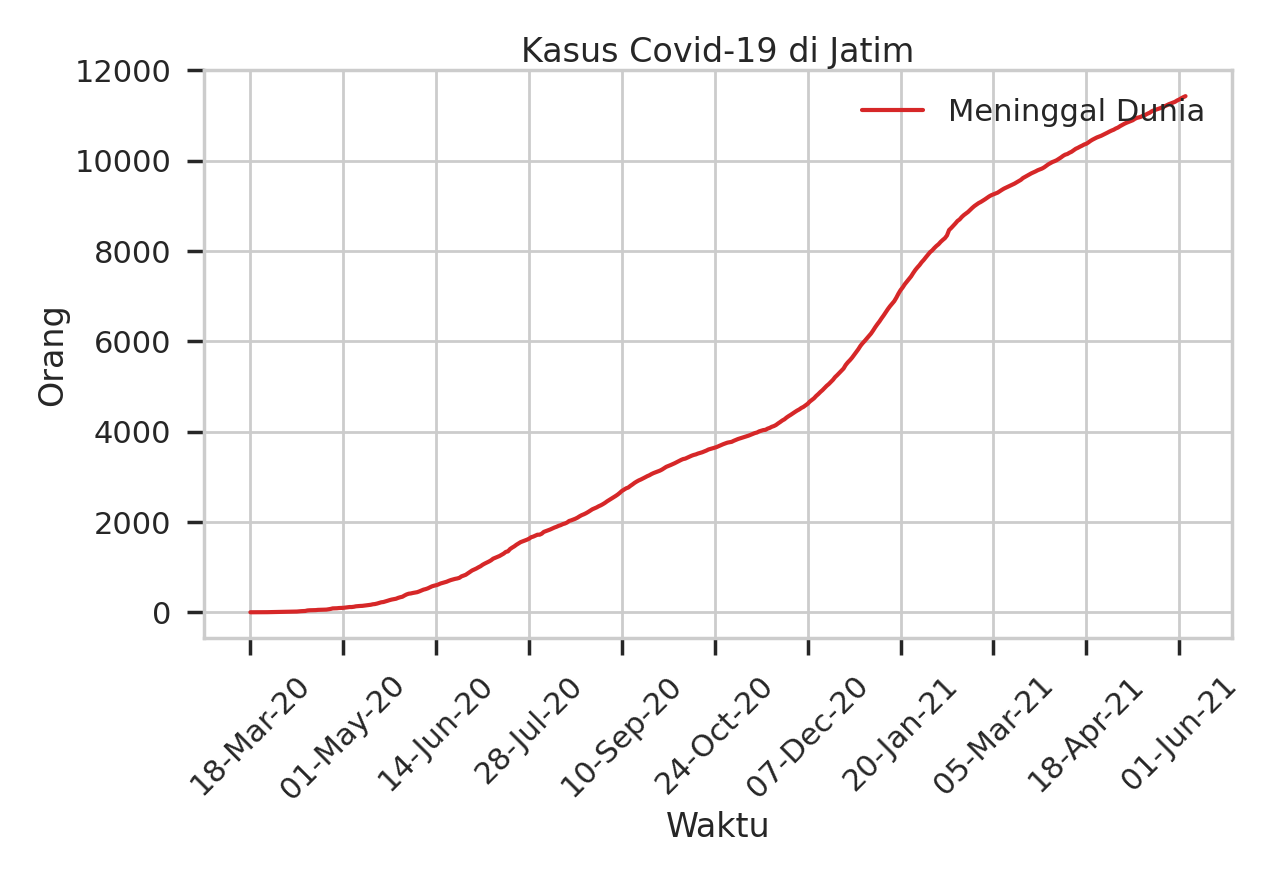 Kasus Covid-19 di Jatim
Meninggal Dunia
12000
10000
8000
6000
4000
2000
0
Orang
18-Mar-20
01-May-20
14-Jun-20
28-Jul-20
10-Sep-20
24-Oct-20
07-Dec-20
20-Jan-21
05-Mar-21
18-Apr-21
01-Jun-21
Waktu